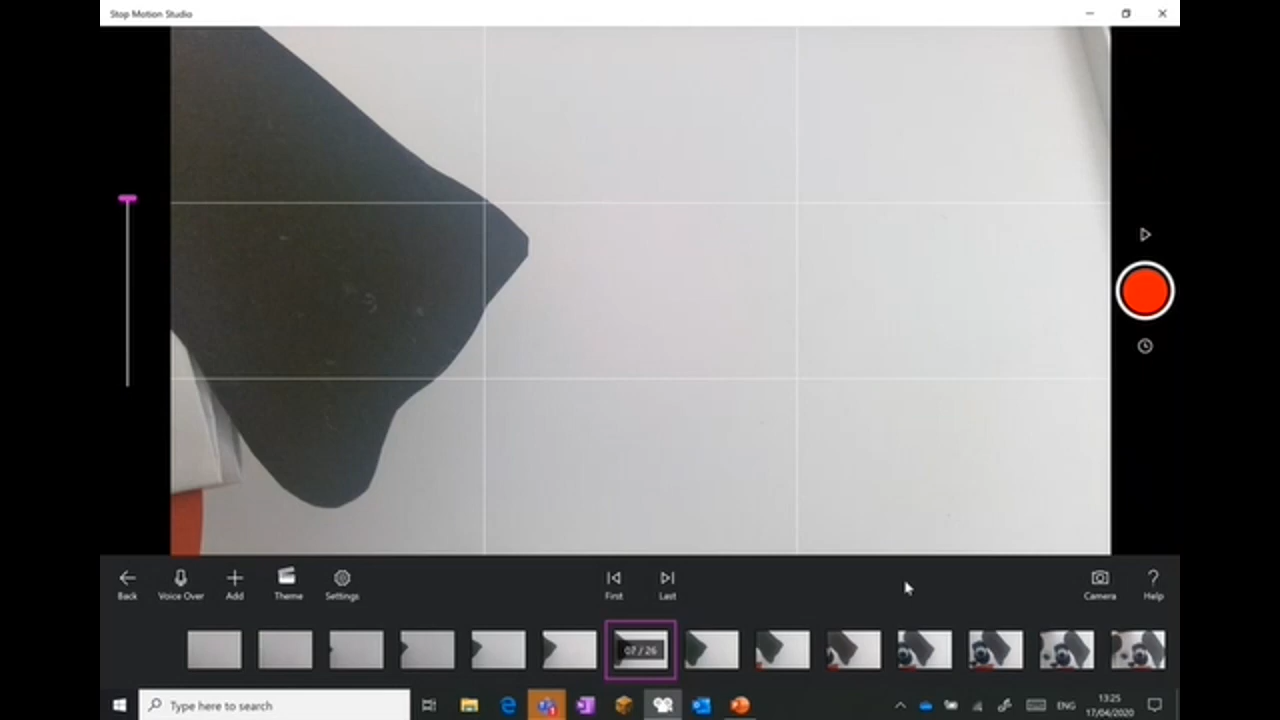 Stop Motion Studio
Back
Voice Over
Add
Theme
Settings
First
Last
Camera
Help
07 / 26
Type here to search
ENG
13:25
17/04/2020